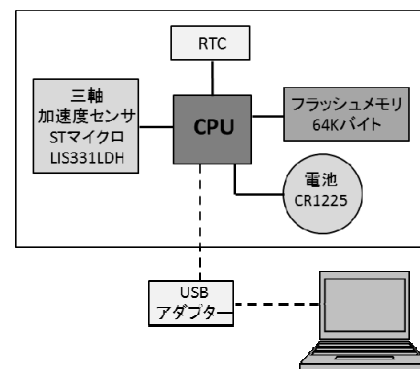 RTC
三軸
加速度センサ
STマイクロ
LIS331LDH
CPU
フラッシュメモリ
64Kバイト
電池
CR1225
USB
アダプター